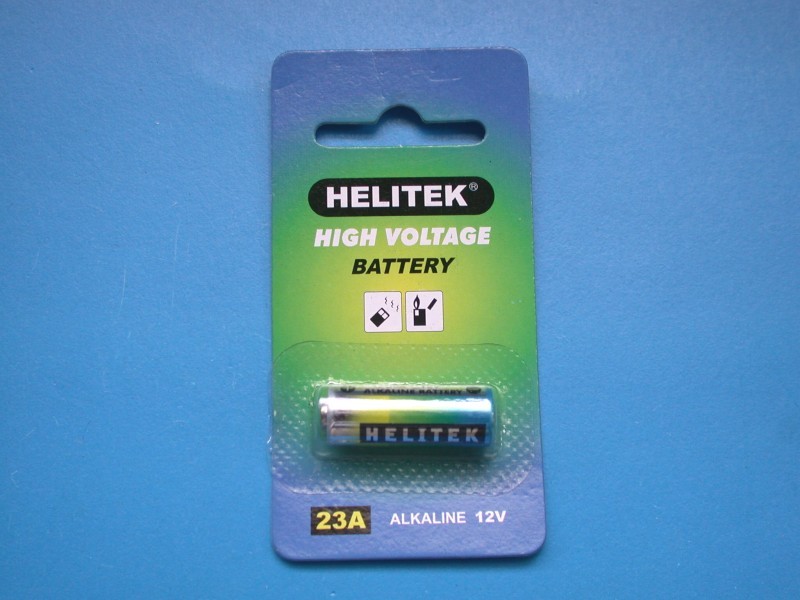 HELITEK®
HIGH VOLTAGE
BATTERY
ALKALINE BATTERY
HELITEK
23A ALKALINE 12V